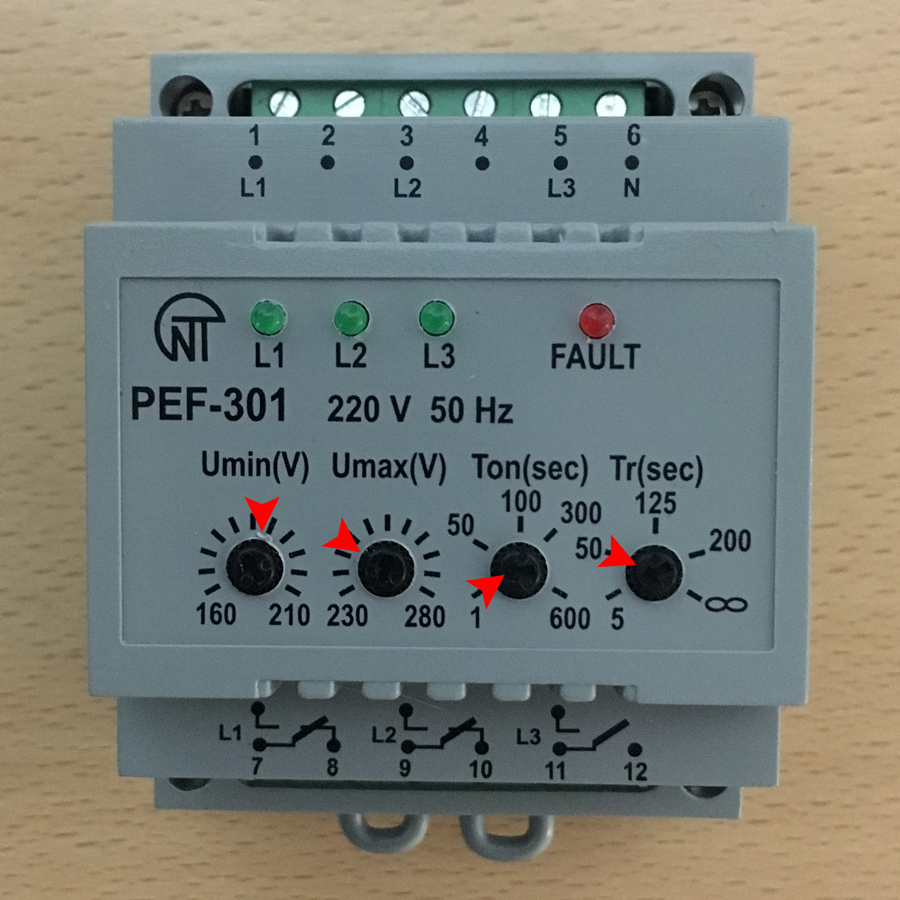 1 2 3 4 5 6
L1 L2 L3 N
NT L1 L2 L3 FAULT
PEF-301 220 V 50 Hz
Umin(V) Umax(V) Ton(sec) Tr(sec)
100 125
50 300
50 200
160 210 230 280 1 600 5 ∞
L1 L2 L3
7 8 9 10 11 12